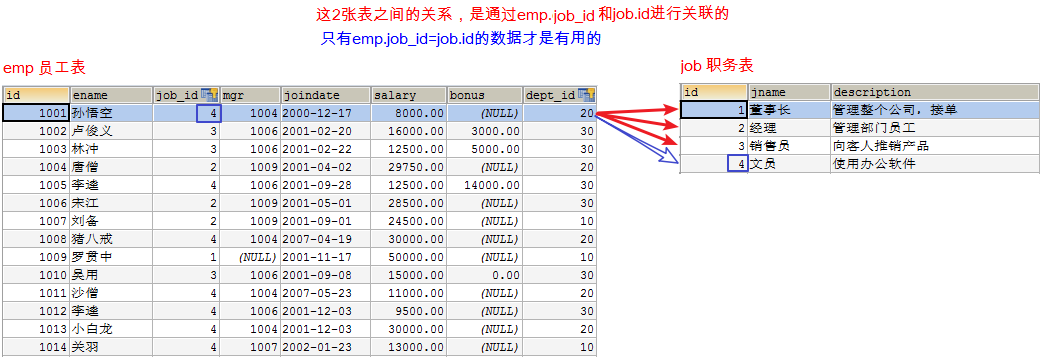 这2张表之间的关系，是通过emp.job_id 和job.id进行关联的
只有emp.job_id=job.id的数据才是有用的
emp 员工表
id ename job_id mgr joindate salary bonus dept_id
1001 孙悟空 4 1004 2000-12-17 8000.00 (NULL) 20
1002 卢俊义 3 1006 2001-02-20 16000.00 3000.00 30
1003 林冲 3 1006 2001-02-22 12500.00 5000.00 30
1004 唐僧 2 1009 2001-04-02 29750.00 (NULL) 20
1005 李逵 4 1006 2001-09-28 12500.00 14000.00 30
1006 宋江 2 1009 2001-05-01 28500.00 (NULL) 30
1007 刘备 2 1009 2001-09-01 24500.00 (NULL) 10
1008 猪八戒 4 1004 2007-04-19 30000.00 (NULL) 20
1009 罗贯中 1 (NULL) 2001-11-17 50000.00 (NULL) 10
1010 吴用 3 1006 2001-09-08 15000.00 0.00 30
1011 沙僧 4 1004 2007-05-23 11000.00 (NULL) 20
1012 李逵 4 1006 2001-12-03 9500.00 (NULL) 30
1013 小白龙 4 1004 2001-12-03 30000.00 (NULL) 20
1014 关羽 4 1007 2002-01-23 13000.00 (NULL) 10
job 职务表
id jname description
1 董事长 管理整个公司，接单
2 经理 管理部门员工
3 销售员 向客人推销产品
4 文员 使用办公软件